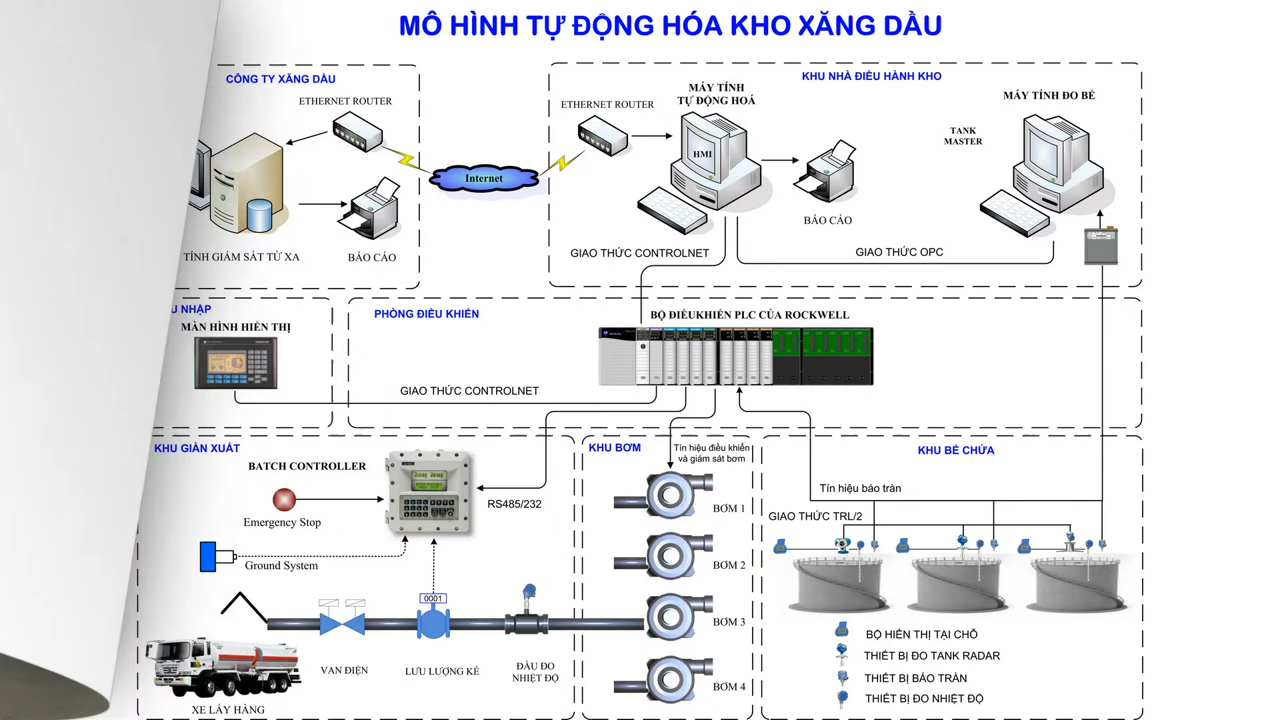 MÔ HÌNH TỰ ĐỘNG HÓA KHO XĂNG DẦU
CÔNG TY XĂNG DẦU
ETHERNET ROUTER
TÍNH GIÁM SÁT TỪ XA
BÁO CÁO
Internet
KHU NHÀ ĐIỀU HÀNH KHO
ETHERNET ROUTER
MÁY TÍNH
TỰ ĐỘNG HOÁ
HMI
BÁO CÁO
MÁY TÍNH ĐO BỂ
TANK
MASTER
GIAO THỨC CONTROLNET
GIAO THỨC OPC
NHẬP
MÀN HÌNH HIỂN THỊ
PHÒNG ĐIỀU KHIỂN
BỘ ĐIỀUKHIỂN PLC CỦA ROCKWELL
GIAO THỨC CONTROLNET
KHU GIÀN XUẤT
BATCH CONTROLLER
Emergency Stop
Ground System
RS485/232
0001
VAN ĐIỆN
LƯU LƯỢNG KẾ
ĐẦU ĐO
NHIỆT ĐỘ
XE LẤY HÀNG
KHU BƠM
Tín hiệu điều khiển
và giám sát bơm
BƠM 1
BƠM 2
BƠM 3
BƠM 4
KHU BỂ CHỨA
Tín hiệu báo tràn
GIAO THỨC TRL/2
BỘ HIỂN THỊ TẠI CHỖ
THIẾT BỊ ĐO TANK RADAR
THIẾT BỊ BÁO TRÀN
THIẾT BỊ ĐO NHIỆT ĐỘ